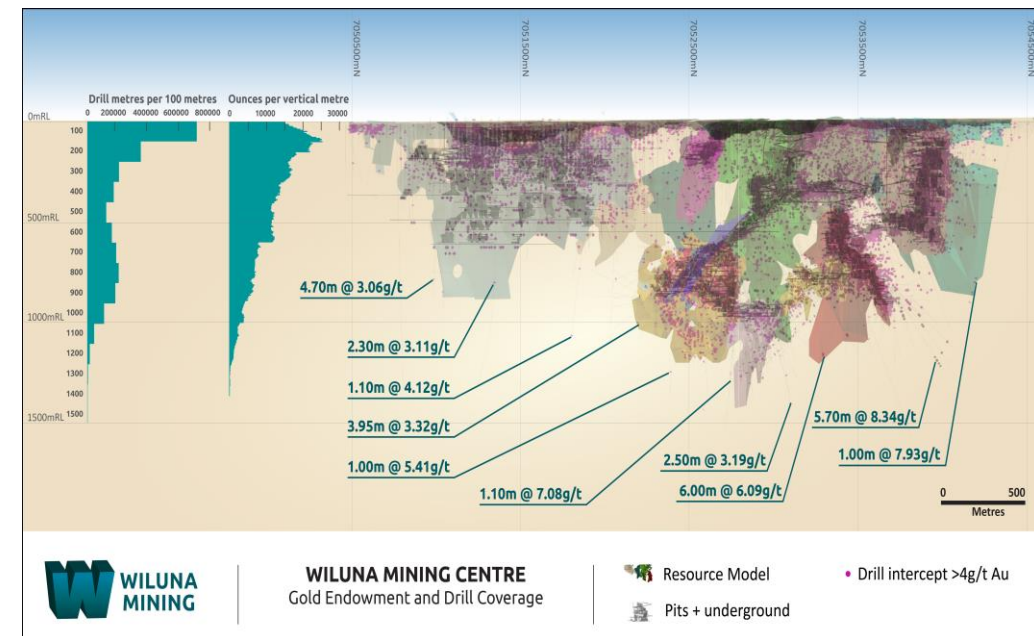 7050500mN
7051500mN
7052500mN
7053500mN
7054500mN
Drill metres per 100 metres
Ounces per vertical metre
0 200000 400000 600000 800000
0 10000 20000 30000
0mRL
100
200
300
400
500mRL
500
600
700
800
900
1000mRL
1000
1100
1200
1300
1400
1500mRL
1500
4.70m @ 3.06g/t
2.30m @ 3.11g/t
1.10m @ 4.12g/t
3.95m @ 3.32g/t
1.00m @ 5.41g/t
1.10m @ 7.08g/t
2.50m @ 3.19g/t
6.00m @ 6.09g/t
5.70m @ 8.34g/t
1.00m @ 7.93g/t
0 500
Metres
WILUNA
MINING
WILUNA MINING CENTRE
Gold Endowment and Drill Coverage
Resource Model
Pits + underground
Drill intercept >4g/t Au